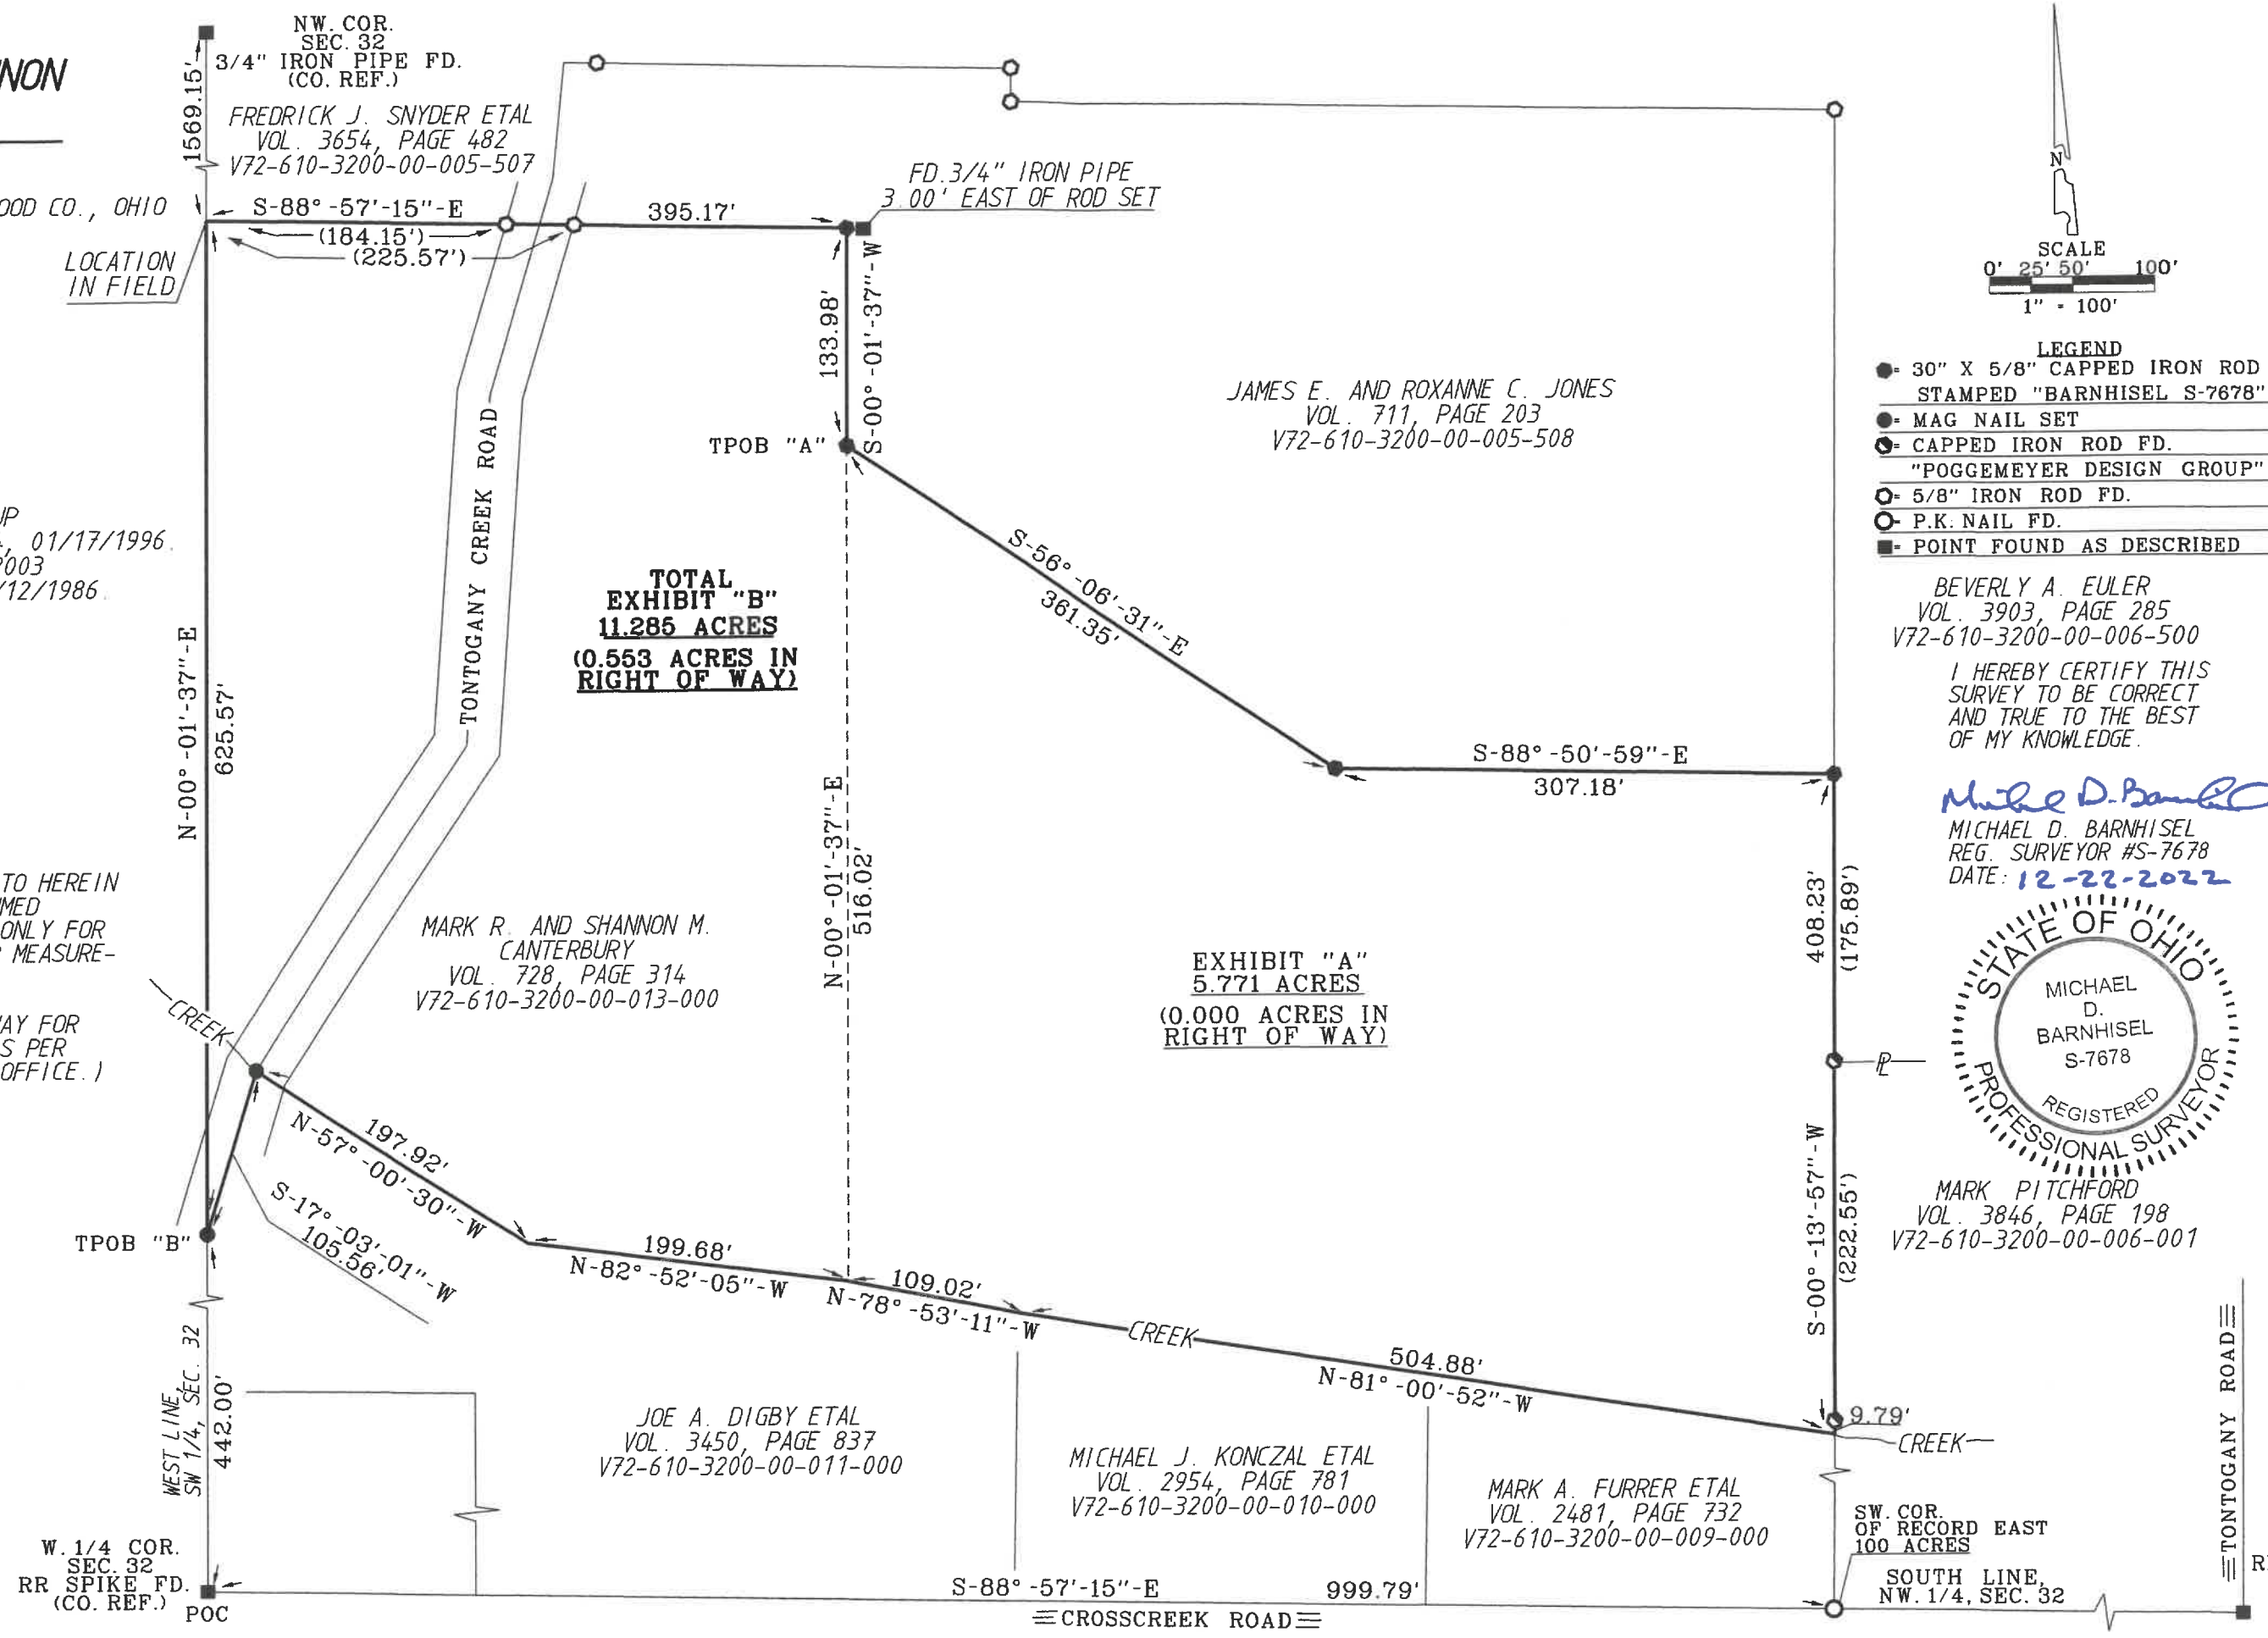 NW. COR.
SEC. 32
3/4" IRON PIPE FD.
(CO. REF.)
1569.15'
FREDRICK J. SNYDER ETAL
VOL. 3654, PAGE 482
V72-610-3200-00-005-507
OOD CO., OHIO
LOCATION
IN FIELD
S-88°-57'-15"-E
395.17'
(184.15')
(225.57')
FD. 3/4" IRON PIPE
3.00' EAST OF ROD SET
133.98'
S-00°-01'-37"-W
TPOB "A"
N
SCALE
0' 25' 50' 100'
1" = 100'
LEGEND
= 30" X 5/8" CAPPED IRON ROD
STAMPED "BARNHISEL S-7678"
= MAG NAIL SET
= CAPPED IRON ROD FD.
"POGGEMEYER DESIGN GROUP"
= 5/8" IRON ROD FD.
- P.K. NAIL FD.
= POINT FOUND AS DESCRIBED
JAMES E. AND ROXANNE C. JONES
VOL. 711, PAGE 203
V72-610-3200-00-005-508
UP
, 01/17/1996.
2003
/12/1986.
TONTOGANY CREEK ROAD
TOTAL
EXHIBIT "B"
11.285 ACRES
(0.553 ACRES IN
RIGHT OF WAY)
S-56°-06'-31"-E
361.35'
BEVERLY A. EULER
VOL. 3903, PAGE 285
V72-610-3200-00-006-500
I HEREBY CERTIFY THIS
SURVEY TO BE CORRECT
AND TRUE TO THE BEST
OF MY KNOWLEDGE.
MICHAEL D. BARNHISEL
REG. SURVEYOR #S-7678
DATE: 12-22-2022
STATE OF OHIO
MICHAEL
D.
BARNHISEL
S-7678
REGISTERED
PROFESSIONAL SURVEYOR
N-00°-01'-37"-E
625.57'
S-88°-50'-59"-E
307.18'
N-00°-01'-37"-E
516.02'
408.23'
(175.89')
PL
TO HEREIN
MED
ONLY FOR
MEASURE-
AY FOR
S PER
OFFICE.)
MARK R. AND SHANNON M.
CANTERBURY
VOL. 728, PAGE 314
V72-610-3200-00-013-000
EXHIBIT "A"
5.771 ACRES
(0.000 ACRES IN
RIGHT OF WAY)
CREEK
197.92'
N-57°-00'-30"-W
S-17°-03'-01"-W
105.56'
TPOB "B"
199.68'
N-82°-52'-05"-W
109.02'
N-78°-53'-11"-W
CREEK
504.88'
N-81°-00'-52"-W
S-00°-13'-57"-W
(222.55')
MARK PITCHFORD
VOL. 3846, PAGE 198
V72-610-3200-00-006-001
9.79'
CREEK
WEST LINE,
SW 1/4, SEC. 32
442.00'
JOE A. DIGBY ETAL
VOL. 3450, PAGE 837
V72-610-3200-00-011-000
MICHAEL J. KONCZAL ETAL
VOL. 2954, PAGE 781
V72-610-3200-00-010-000
MARK A. FURRER ETAL
VOL. 2481, PAGE 732
V72-610-3200-00-009-000
SW. COR.
OF RECORD EAST
100 ACRES
SOUTH LINE,
NW. 1/4, SEC. 32
TONTOGANY ROAD
W. 1/4 COR.
SEC. 32
RR SPIKE FD.
(CO. REF.)
POC
S-88°-57'-15"-E
999.79'
CROSSCREEK ROAD